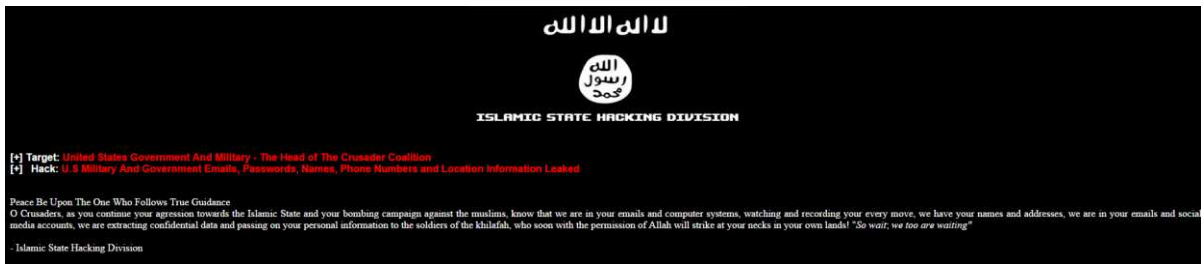 لا اله الا الله
الله
رسول
محمد
ISLAMIC STATE HACKING DIVISION
[+] Target: United States Government And Military - The Head of The Crusader Coalition
[+] Hack: U.S Military And Government Emails, Passwords, Names, Phone Numbers and Location Information Leaked
Peace Be Upon The One Who Follows True Guidance
O Crusaders, as you continue your agression towards the Islamic State and your bombing campaign against the muslims, know that we are in your emails and computer systems, watching and recording your every move, we have your names and addresses, we are in your emails and social
media accounts, we are extracting confidential data and passing on your personal information to the soldiers of the khilafah, who soon with the permission of Allah will strike at your necks in your own lands! "So wait; we too are waiting"
- Islamic State Hacking Division